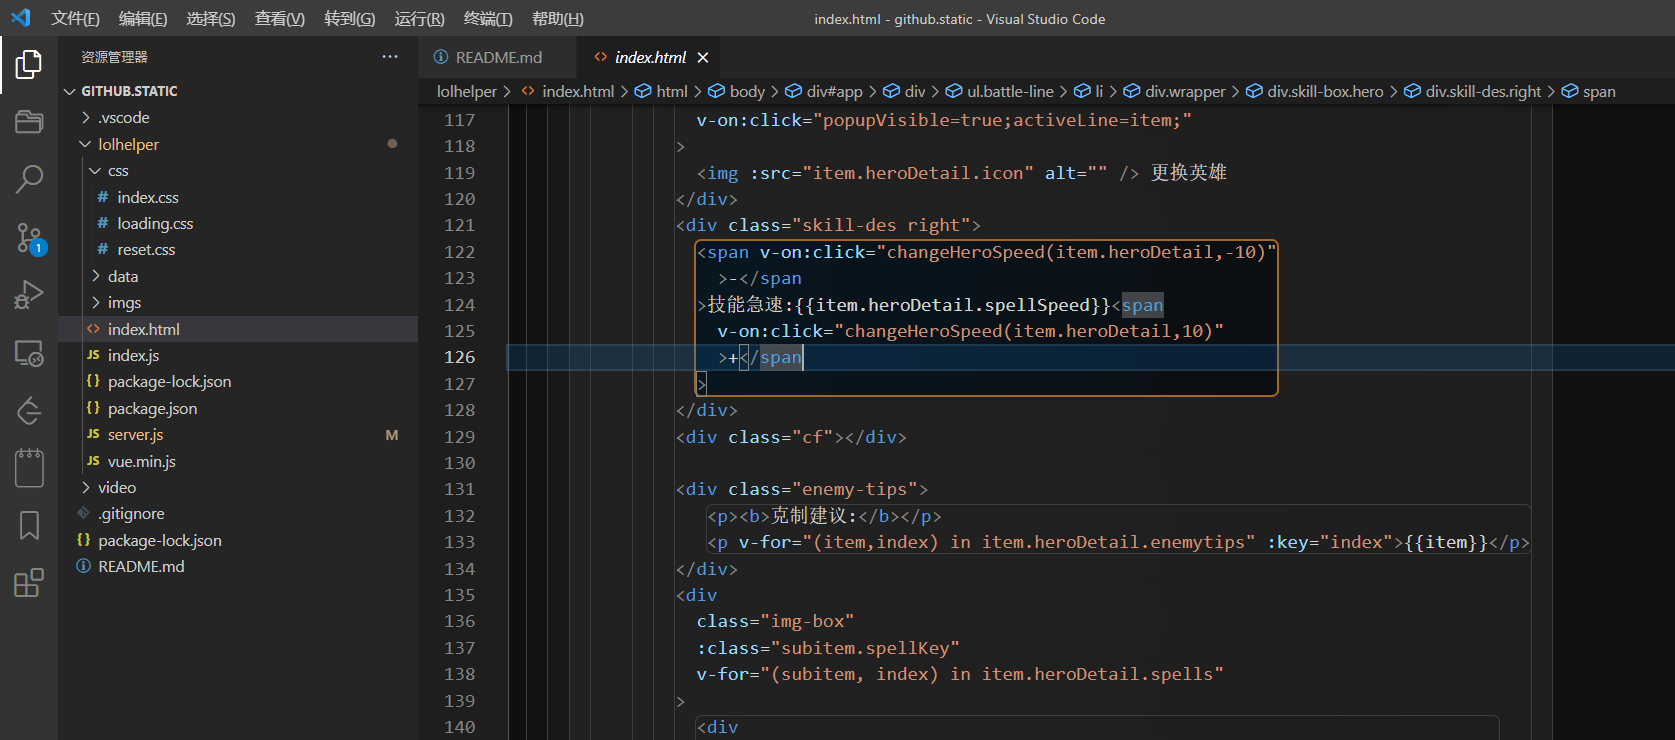 文件(F) 编辑(E) 选择(S) 查看(V) 转到(G) 运行(R) 终端(T) 帮助(H)
index.html - github.static - Visual Studio Code
资源管理器 ···
GITHUB.STATIC
.vscode
lolhelper
css
# index.css
# loading.css
# reset.css
data
imgs
<> index.html
JS index.js
{} package-lock.json
{} package.json
JS server.js M
JS vue.min.js
video
.gitignore
{} package-lock.json
README.md
1
README.md
<> index.html ×
lolhelper > <> index.html > html > body > div#app > div > ul.battle-line > li > div.wrapper > div.skill-box.hero > div.skill-des.right > span
117 v-on:click="popupVisible=true;activeLine=item;"
118 >
119 <img :src="item.heroDetail.icon" alt="" /> 更换英雄
120 </div>
121 <div class="skill-des right">
122 <span v-on:click="changeHeroSpeed(item.heroDetail,-10)"
123 >-</span
124 >技能急速:{{item.heroDetail.spellSpeed}}<span
125 v-on:click="changeHeroSpeed(item.heroDetail,10)"
126 >+</span
127 >
128 </div>
129 <div class="cf"></div>
130
131 <div class="enemy-tips">
132 <p><b>克制建议:</b></p>
133 <p v-for="(item,index) in item.heroDetail.enemytips" :key="index">{{item}}</p>
134 </div>
135 <div
136 class="img-box"
137 :class="subitem.spellKey"
138 v-for="(subitem, index) in item.heroDetail.spells"
139 >
140 <div